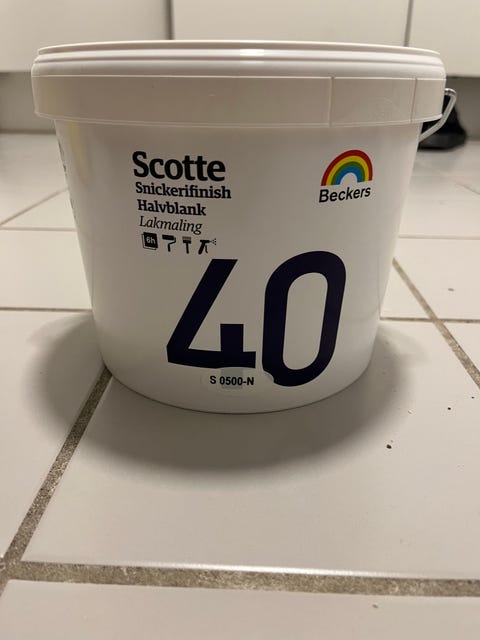 Scotte
Snickerifinish
Halvblank
Lakmaling
6h
Beckers
40
S 0500-N